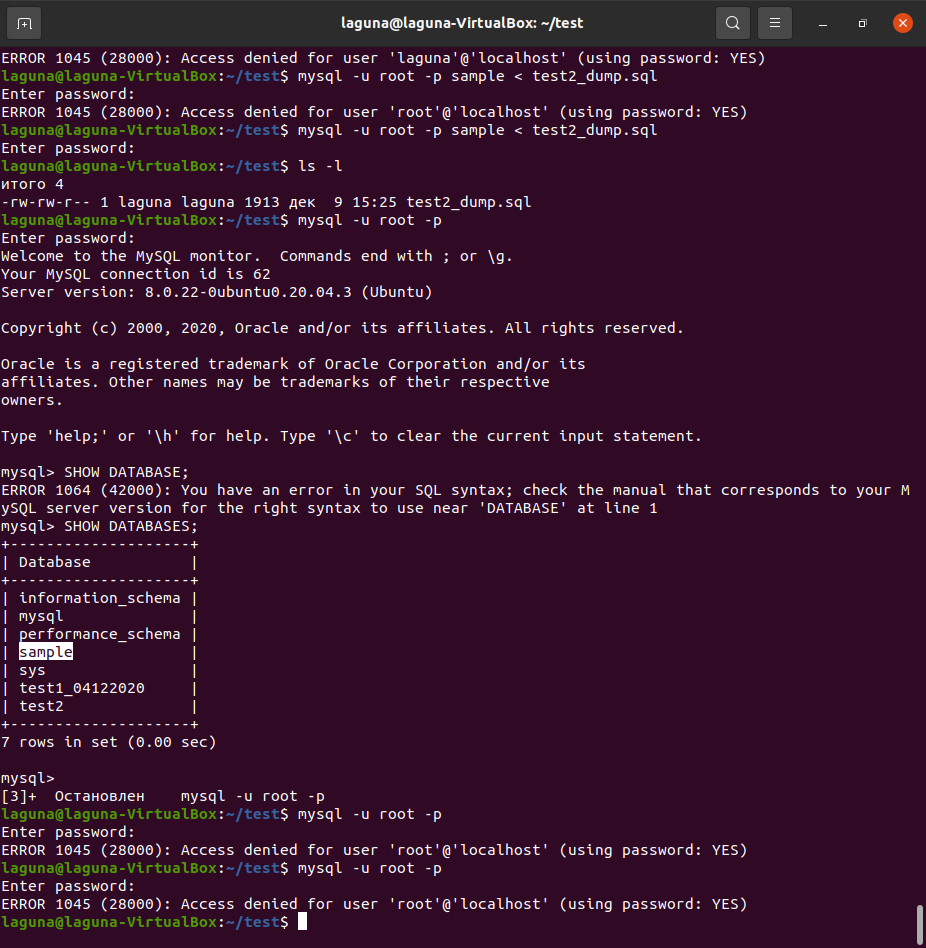 laguna@laguna-VirtualBox: ~/test
ERROR 1045 (28000): Access denied for user 'laguna'@'localhost' (using password: YES)
laguna@laguna-VirtualBox:~/test$ mysql -u root -p sample < test2_dump.sql
Enter password:
ERROR 1045 (28000): Access denied for user 'root'@'localhost' (using password: YES)
laguna@laguna-VirtualBox:~/test$ mysql -u root -p sample < test2_dump.sql
Enter password:
laguna@laguna-VirtualBox:~/test$ ls -l
итого 4
-rw-rw-r-- 1 laguna laguna 1913 дек  9 15:25 test2_dump.sql
laguna@laguna-VirtualBox:~/test$ mysql -u root -p
Enter password:
Welcome to the MySQL monitor.  Commands end with ; or \g.
Your MySQL connection id is 62
Server version: 8.0.22-0ubuntu0.20.04.3 (Ubuntu)
Copyright (c) 2000, 2020, Oracle and/or its affiliates. All rights reserved.
Oracle is a registered trademark of Oracle Corporation and/or its
affiliates. Other names may be trademarks of their respective
owners.
Type 'help;' or '\h' for help. Type '\c' to clear the current input statement.
mysql> SHOW DATABASE;
ERROR 1064 (42000): You have an error in your SQL syntax; check the manual that corresponds to your M
ySQL server version for the right syntax to use near 'DATABASE' at line 1
mysql> SHOW DATABASES;
+--------------------+
| Database           |
+--------------------+
| information_schema |
| mysql              |
| performance_schema |
| sample             |
| sys                |
| test1_04122020     |
| test2              |
+--------------------+
7 rows in set (0.00 sec)
mysql>
[3]+  Остановлен    mysql -u root -p
laguna@laguna-VirtualBox:~/test$ mysql -u root -p
Enter password:
ERROR 1045 (28000): Access denied for user 'root'@'localhost' (using password: YES)
laguna@laguna-VirtualBox:~/test$ mysql -u root -p
Enter password:
ERROR 1045 (28000): Access denied for user 'root'@'localhost' (using password: YES)
laguna@laguna-VirtualBox:~/test$